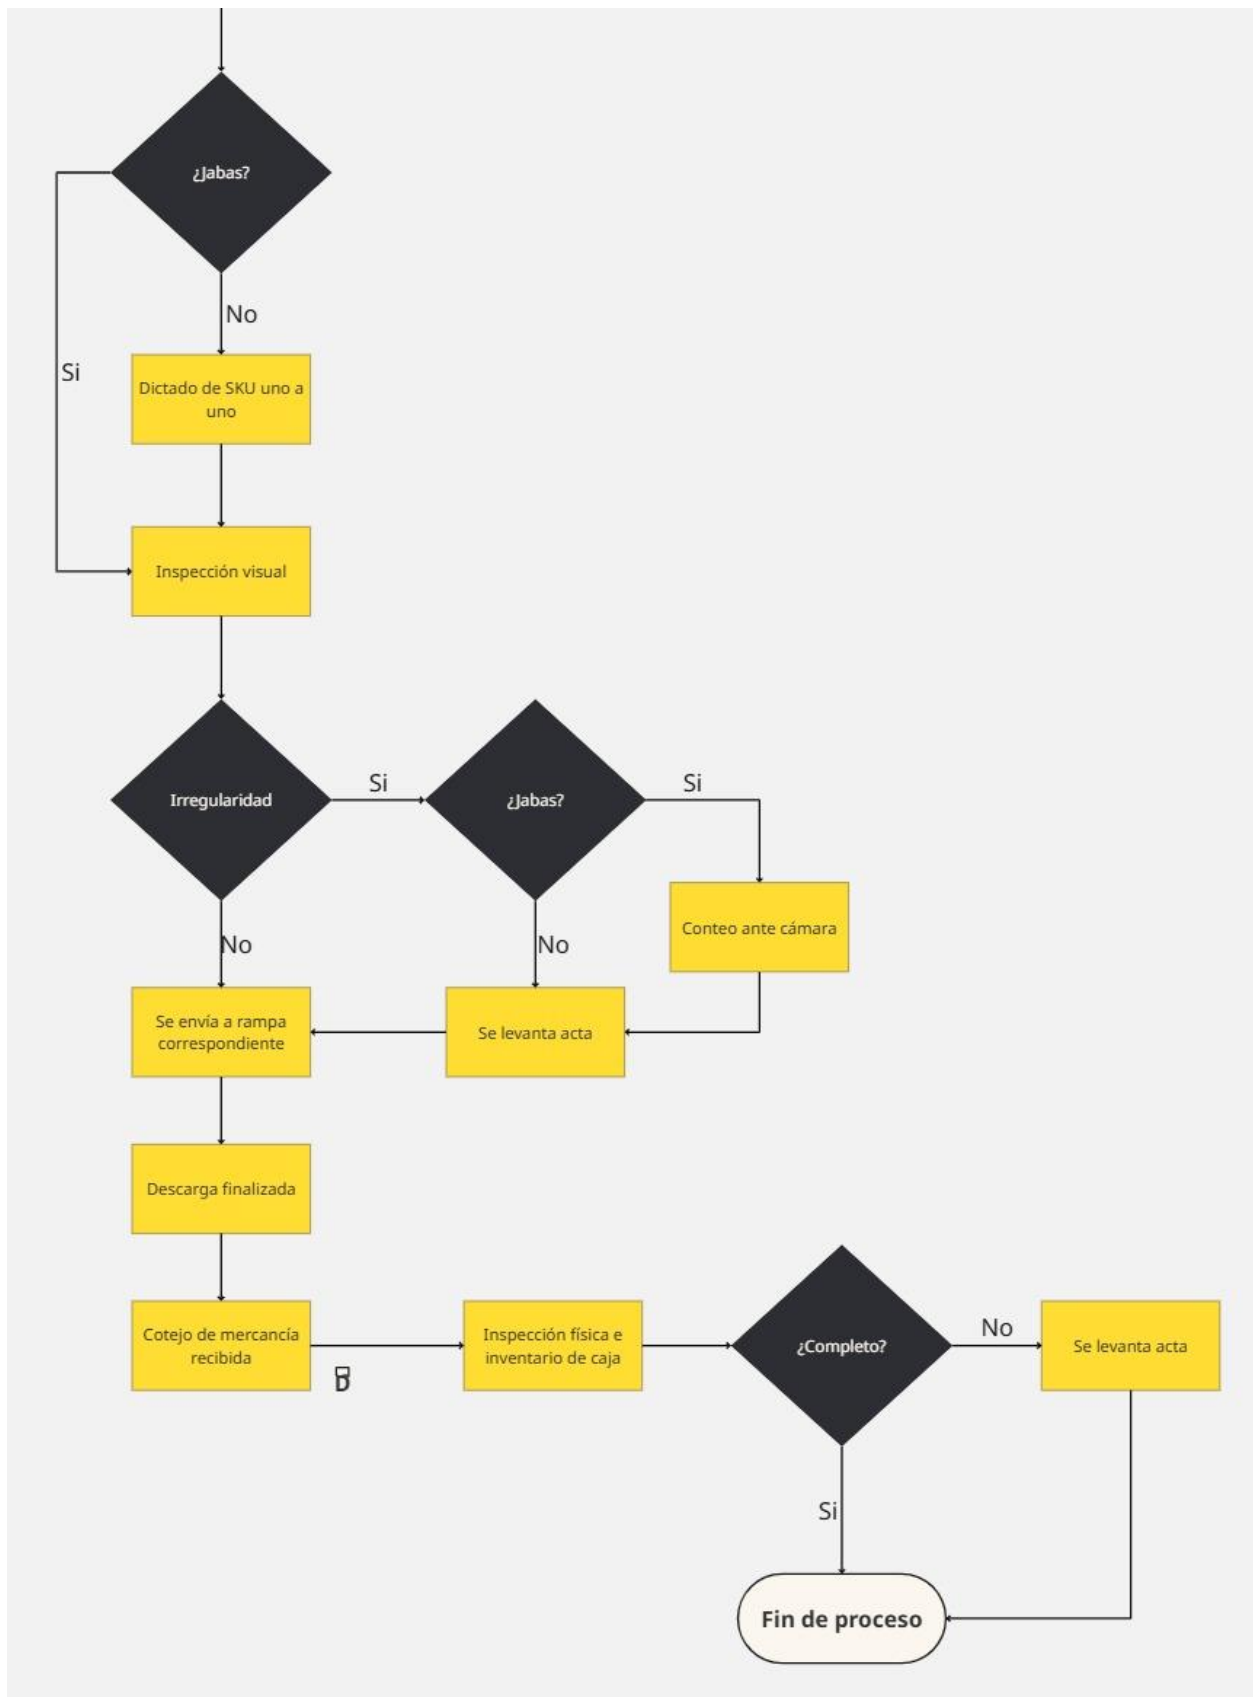 ¿Jabas?
No
Si
Dictado de SKU uno a
uno
Inspección visual
Irregularidad
Si
¿Jabas?
Si
Conteo ante cámara
No
No
Se envía a rampa
correspondiente
Se levanta acta
Descarga finalizada
Cotejo de mercancía
recibida
Inspección física e
inventario de caja
¿Completo?
No
Se levanta acta
Si
Fin de proceso